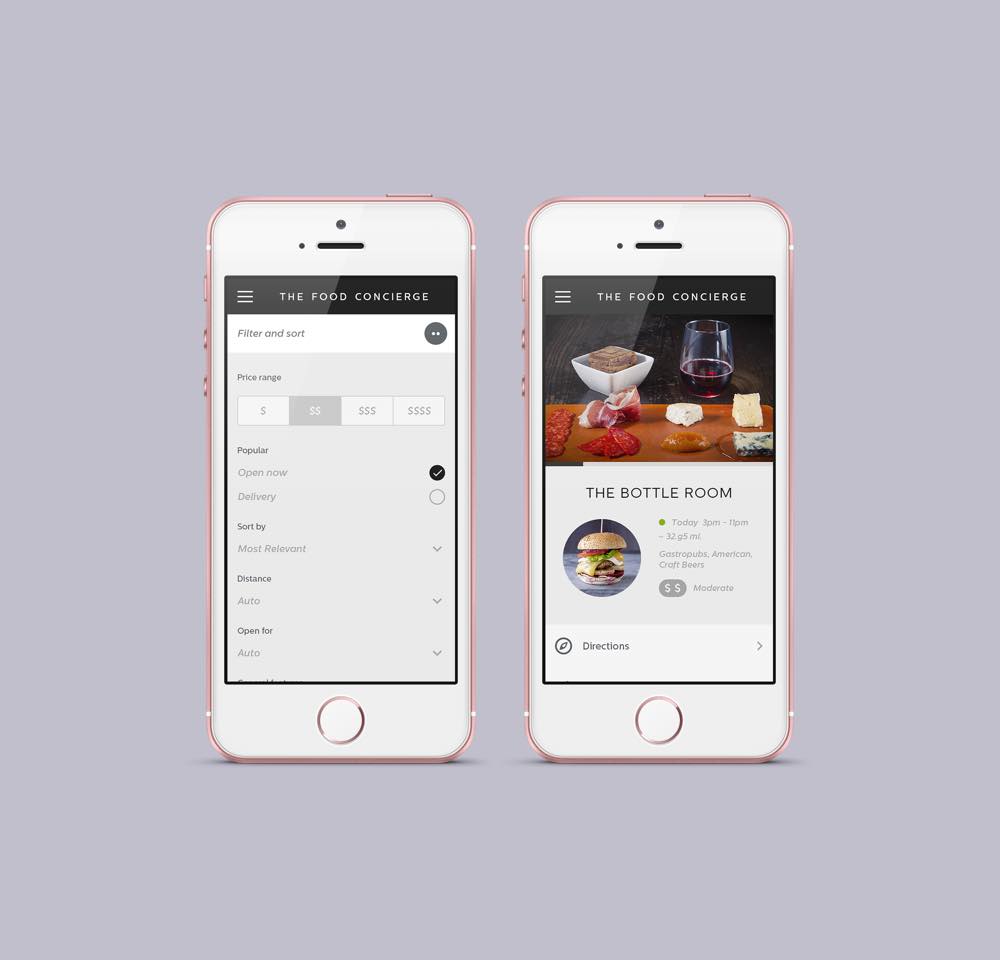 THE FOOD CONCIERGE
Filter and sort
Price range
$ $$ $$$ $$$$
Popular
Open now
Delivery
Sort by
Most Relevant
Distance
Auto
Open for
Auto
THE FOOD CONCIERGE
THE BOTTLE ROOM
Today 3pm - 11pm
~ 32.g5 mi.
Gastropubs, American,
Craft Beers
$ $ Moderate
Directions